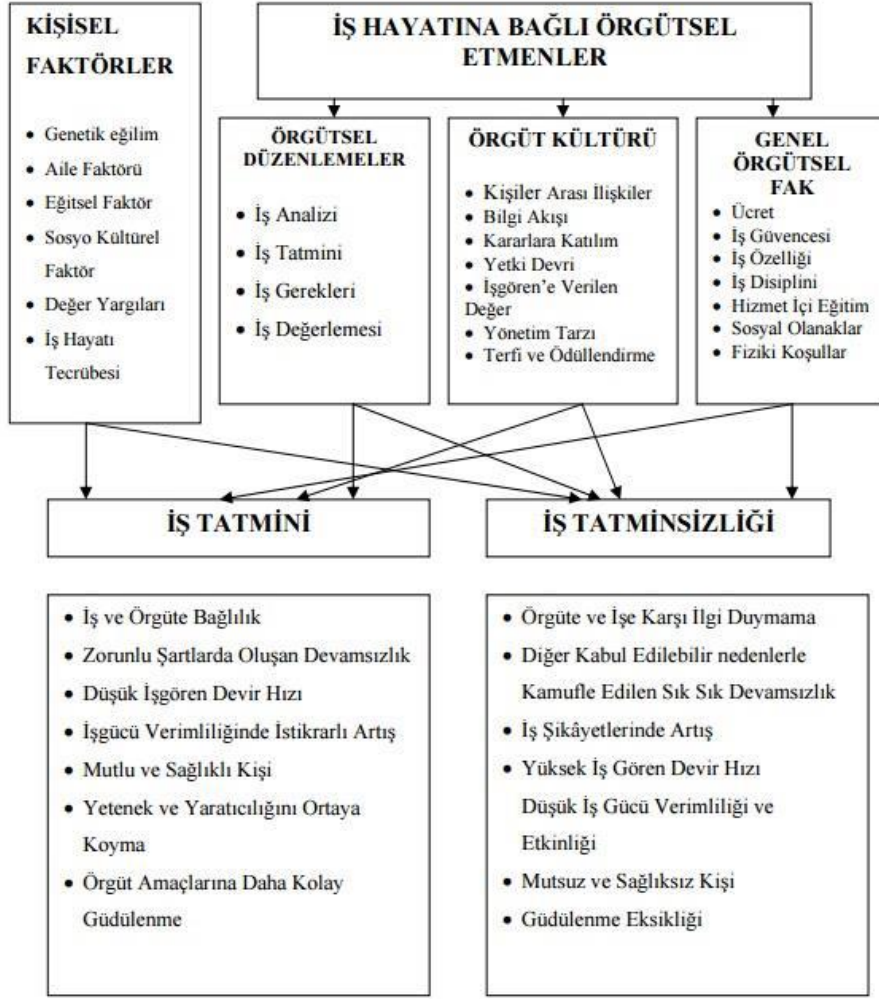 KİŞİSEL
FAKTÖRLER
• Genetik eğilim
• Aile Faktörü
• Eğitsel Faktör
• Sosyo Kültürel
Faktör
• Değer Yargıları
• İş Hayatı
Tecrübesi
İŞ HAYATINA BAĞLI ÖRGÜTSEL
ETMENLER
ÖRGÜTSEL
DÜZENLEMELER
• İş Analizi
• İş Tatmini
• İş Gerekleri
• İş Değerlemesi
ÖRGÜT KÜLTÜRÜ
• Kişiler Arası İlişkiler
• Bilgi Akışı
• Kararlara Katılım
• Yetki Devri
• İşgören’e Verilen
Değer
• Yönetim Tarzı
• Terfi ve Ödüllendirme
GENEL
ÖRGÜTSEL
FAK
• Ücret
• İş Güvencesi
• İş Özelliği
• İş Disiplini
• Hizmet İçi Eğitim
• Sosyal Olanaklar
• Fiziki Koşullar
İŞ TATMİNİ
İŞ TATMİNSİZLİĞİ
• İş ve Örgüte Bağlılık
• Zorunlu Şartlarda Oluşan Devamsızlık
• Düşük İşgören Devir Hızı
• İşgücü Verimliliğinde İstikrarlı Artış
• Mutlu ve Sağlıklı Kişi
• Yetenek ve Yaratıcılığını Ortaya
Koyma
• Örgüt Amaçlarına Daha Kolay
Güdülenme
• Örgüte ve İşe Karşı İlgi Duymama
• Diğer Kabul Edilebilir nedenlerle
Kamufle Edilen Sık Sık Devamsızlık
• İş Şikâyetlerinde Artış
• Yüksek İş Gören Devir Hızı
Düşük İş Gücü Verimliliği ve
Etkinliği
• Mutsuz ve Sağlıksız Kişi
• Güdülenme Eksikliği